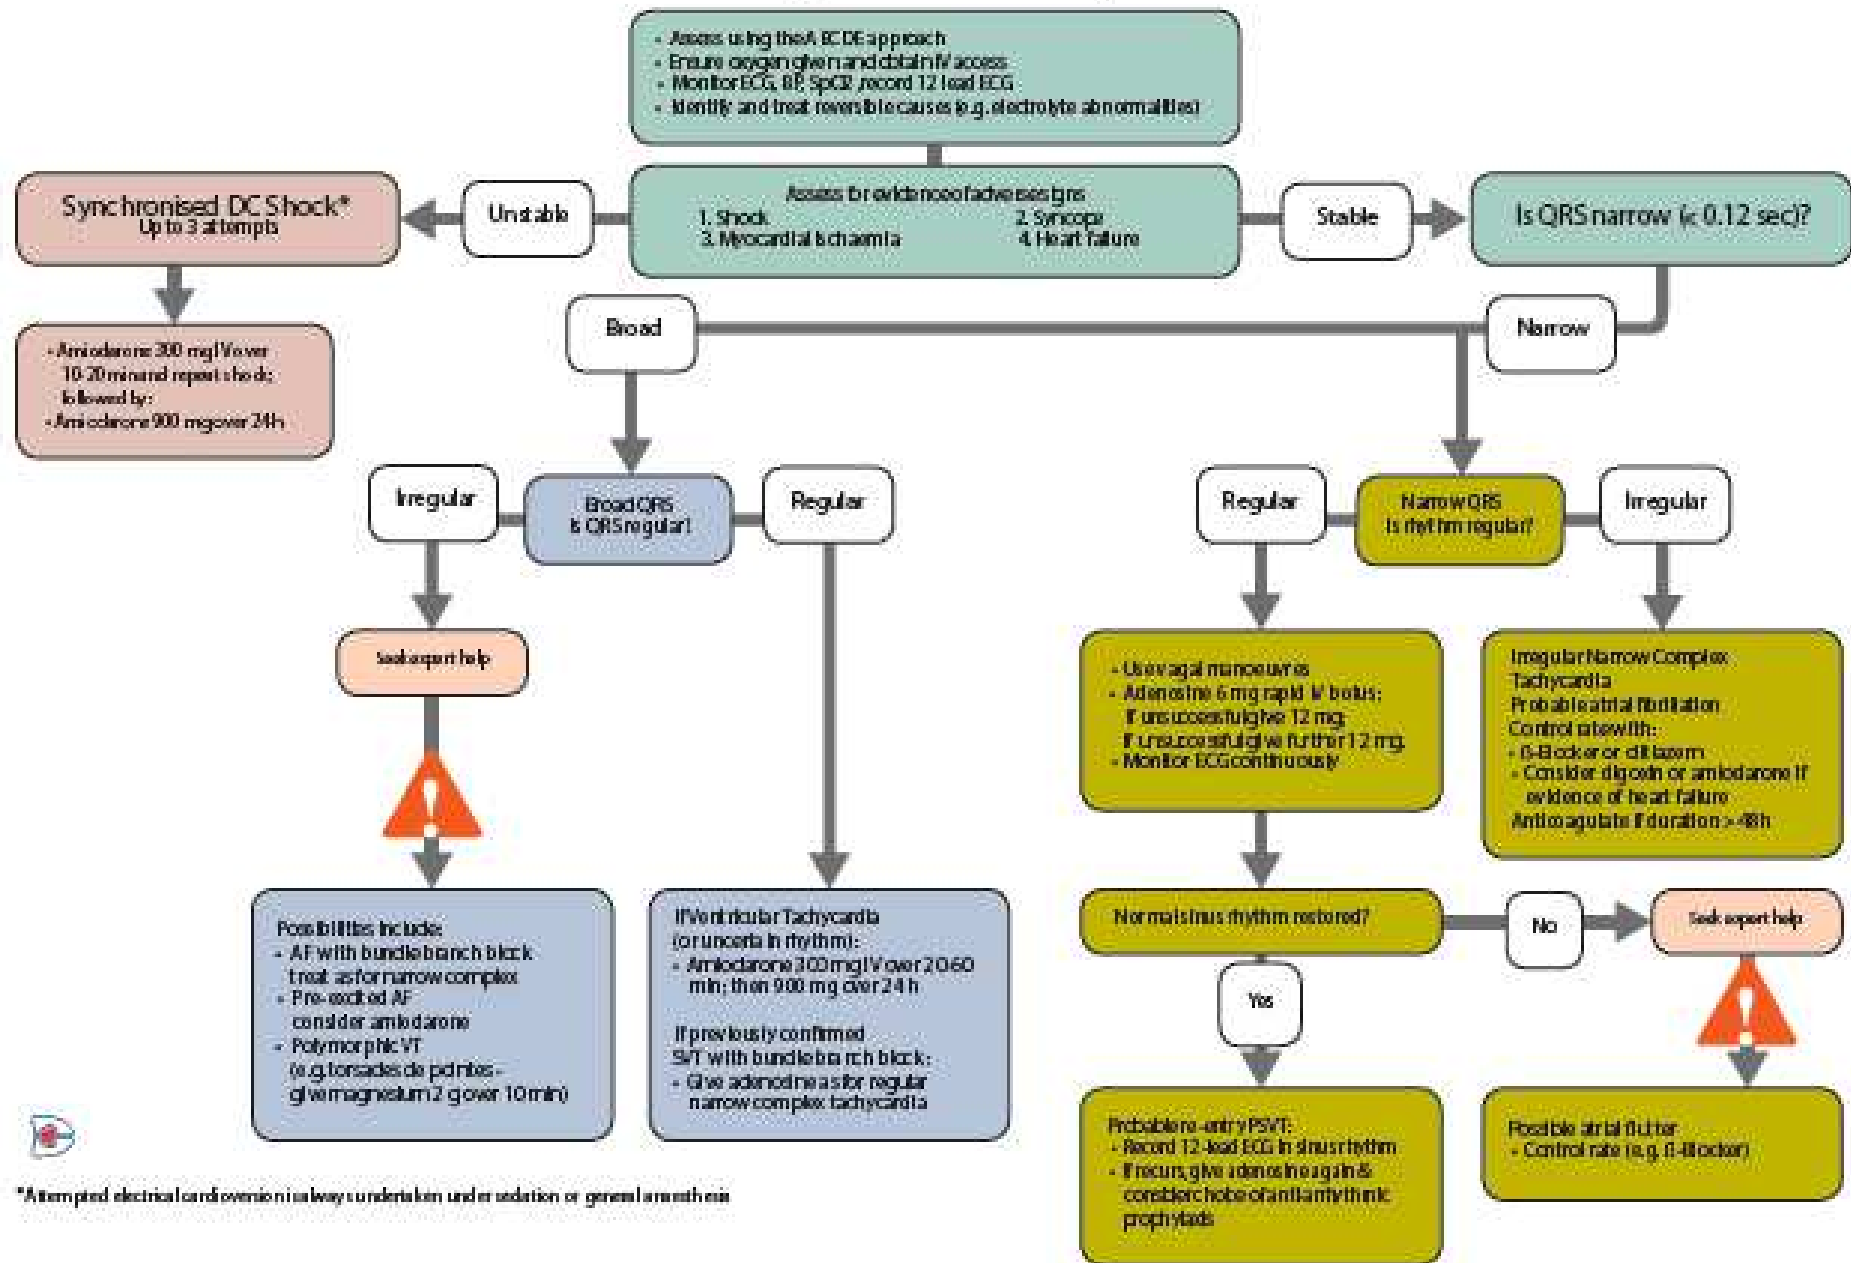 - Assess using the ABCDE approach
- Ensure oxygen given and obtain IV access
- Monitor ECG, BP, SpO2, record 12 lead ECG
- Identify and treat reversible causes (e.g. electrolyte abnormalities)
Synchronised DC Shock*
Up to 3 attempts
Unstable
Assess for evidence of adverse signs
1. Shock 2. Syncope
3. Myocardial ischaemia 4. Heart failure
Stable
Is QRS narrow (< 0.12 sec)?
Broad
Narrow
- Amiodarone 300 mg IV over
10-20 min and repeat shock;
followed by:
- Amiodarone 900 mg over 24 h
Irregular
Broad QRS
Is QRS regular?
Regular
Regular
Narrow QRS
Is rhythm regular?
Irregular
Seek expert help
- Use vagal manoeuvres
- Adenosine 6 mg rapid IV bolus;
if unsuccessful give 12 mg;
if unsuccessful give further 12 mg.
- Monitor ECG continuously
Irregular Narrow Complex
Tachycardia
Probable atrial fibrillation
Control rate with:
- ß-Blocker or diltiazem
- Consider digoxin or amiodarone if
evidence of heart failure
Anticoagulate if duration > 48 h
!
Possibilities include:
- AF with bundle branch block
treat as for narrow complex
- Pre-excited AF
consider amiodarone
- Polymorphic VT
(e.g. torsades de pointes -
give magnesium 2 g over 10 min)
If Ventricular Tachycardia
(or uncertain rhythm):
- Amiodarone 300 mg IV over 20-60
min; then 900 mg over 24 h
If previously confirmed
SVT with bundle branch block:
- Give adenosine as for regular
narrow complex tachycardia
Normal sinus rhythm restored?
No
Seek expert help
Yes
!
Probable re-entry PSVT:
- Record 12-lead ECG in sinus rhythm
- If recurs, give adenosine again &
consider choice of anti-arrhythmic
prophylaxis
Possible atrial flutter
- Control rate (e.g. ß-Blocker)
*Attempted electrical cardioversion is always undertaken under sedation or general anaesthesia